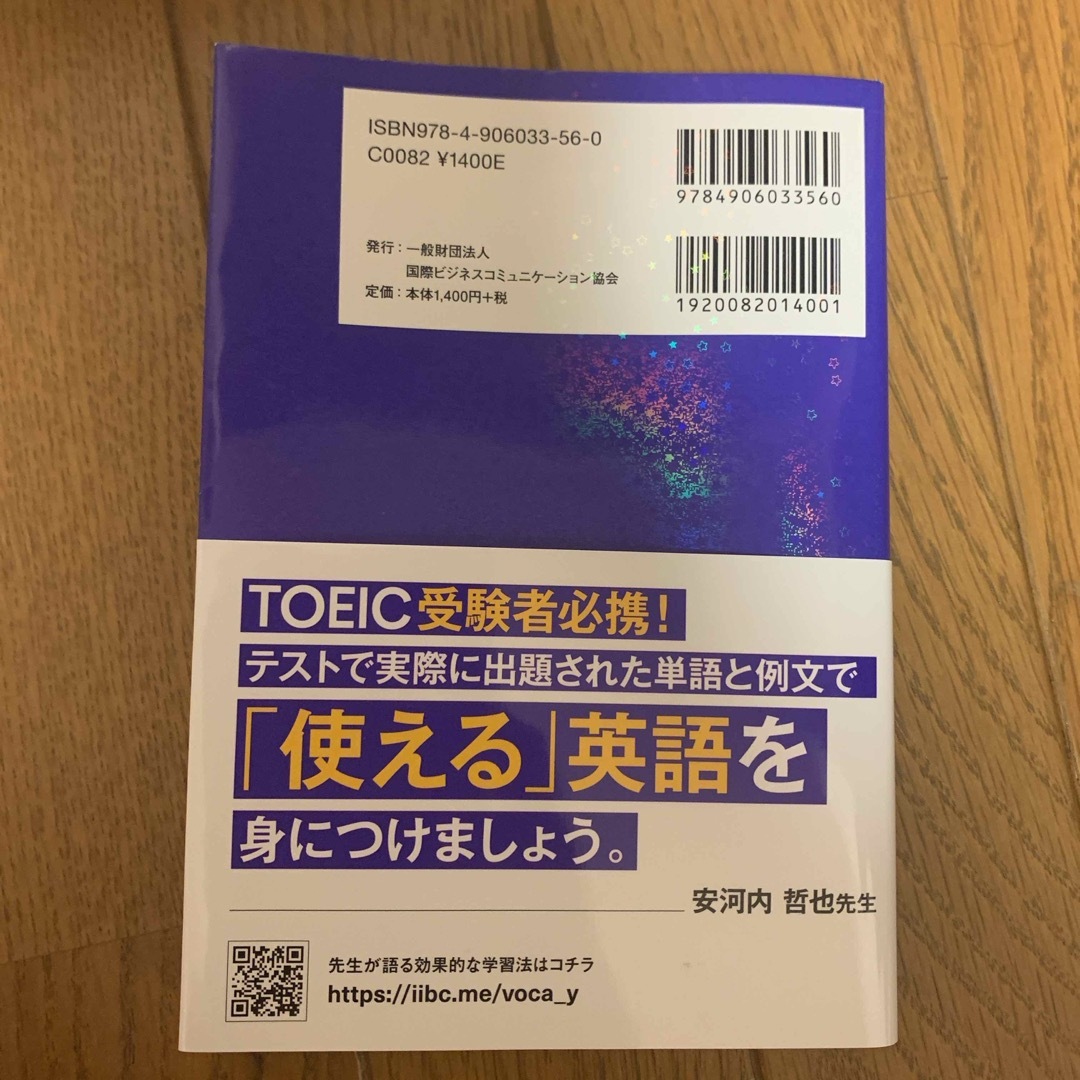 ISBN978-4-906033-56-0
C0082 ¥1400E
9784906033560
発行：一般財団法人
国際ビジネスコミュニケーション協会
定価：本体1,400円+税
1920082014001
TOEIC受験者必携！
テストで実際に出題された単語と例文で
「使える」英語を
身につけましょう。
安河内 哲也先生
先生が語る効果的な学習法はコチラ
https://iibc.me/voca_y